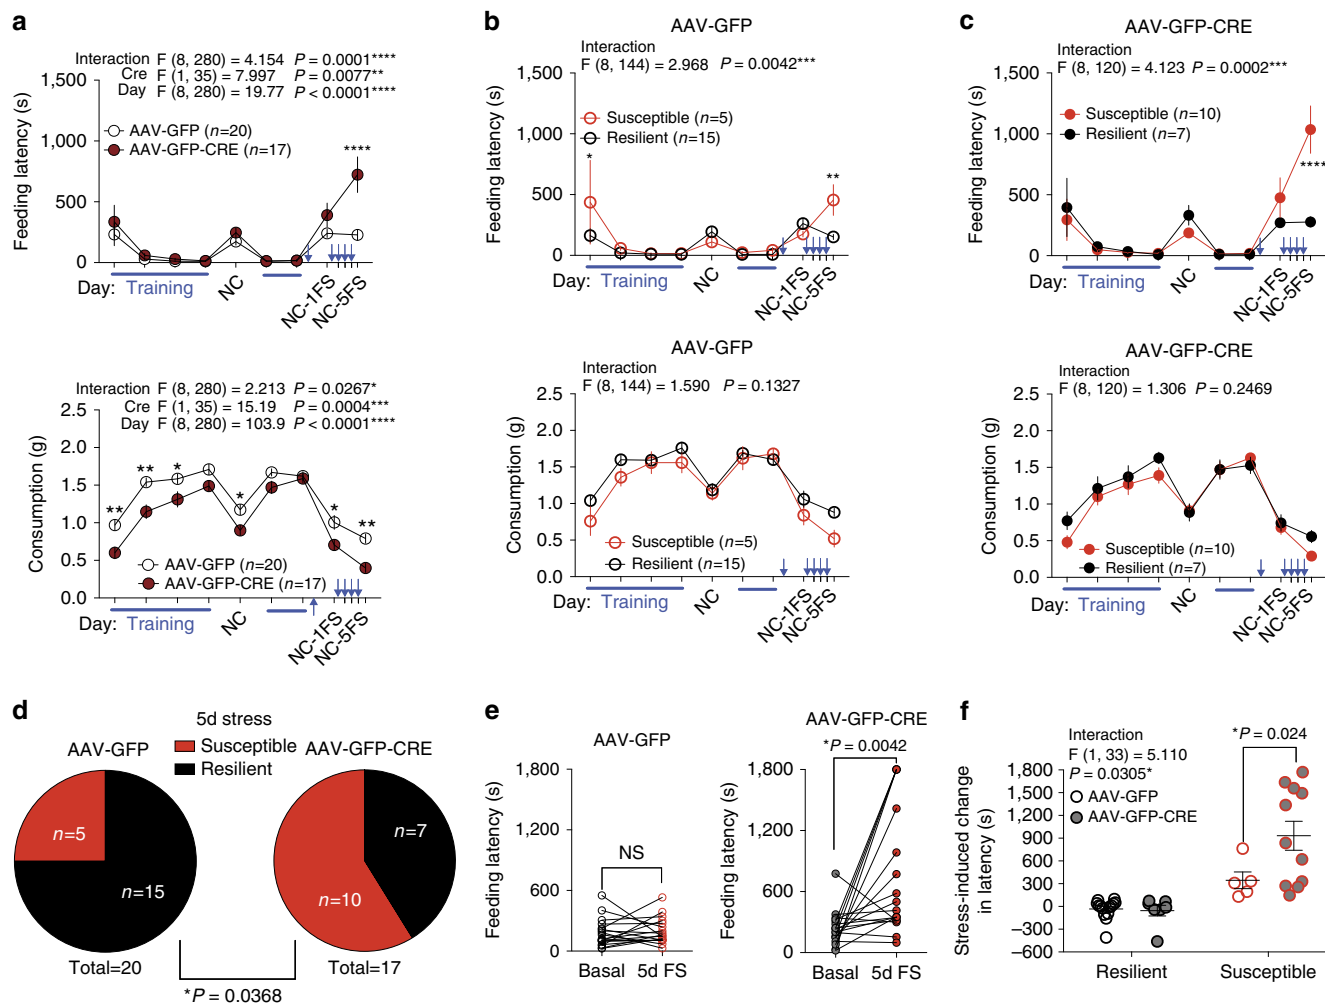 a
Interaction F (8, 280) = 4.154 P = 0.0001****
Cre F (1, 35) = 7.997 P = 0.0077**
Day F (8, 280) = 19.77 P < 0.0001****
Feeding latency (s)
1,500
1,000
500
0
AAV-GFP (n=20)
AAV-GFP-CRE (n=17)
****
Day: Training
NC
NC-1FS
NC-5FS
Interaction F (8, 280) = 2.213 P = 0.0267*
Cre F (1, 35) = 15.19 P = 0.0004***
Day F (8, 280) = 103.9 P < 0.0001****
Consumption (g)
2.5
2.0
1.5
1.0
0.5
0.0
** ** * * * **
AAV-GFP (n=20)
AAV-GFP-CRE (n=17)
Day: Training
NC
NC-1FS
NC-5FS
b
AAV-GFP
Interaction
F (8, 144) = 2.968 P = 0.0042***
Feeding latency (s)
1,500
1,000
500
0
Susceptible (n=5)
Resilient (n=15)
* **
Day: Training
NC
NC-1FS
NC-5FS
AAV-GFP
Interaction
F (8, 144) = 1.590 P = 0.1327
Consumption (g)
2.5
2.0
1.5
1.0
0.5
0.0
Susceptible (n=5)
Resilient (n=15)
Day: Training
NC
NC-1FS
NC-5FS
c
AAV-GFP-CRE
Interaction
F (8, 120) = 4.123 P = 0.0002***
Feeding latency (s)
1,500
1,000
500
0
Susceptible (n=10)
Resilient (n=7)
****
Day: Training
NC
NC-1FS
NC-5FS
AAV-GFP-CRE
Interaction
F (8, 120) = 1.306 P = 0.2469
Consumption (g)
2.5
2.0
1.5
1.0
0.5
0.0
Susceptible (n=10)
Resilient (n=7)
Day: Training
NC
NC-1FS
NC-5FS
d
5d stress
Susceptible
Resilient
AAV-GFP
n=5
n=15
Total=20
AAV-GFP-CRE
n=7
n=10
Total=17
*P = 0.0368
e
AAV-GFP
Feeding latency (s)
1,800
1,200
600
0
NS
Basal 5d FS
AAV-GFP-CRE
*P = 0.0042
Feeding latency (s)
1,800
1,200
600
0
Basal 5d FS
f
Interaction
F (1, 33) = 5.110
P = 0.0305*
*P = 0.024
Stress-induced change
in latency (s)
1,800
1,500
1,200
900
600
300
0
−300
−600
AAV-GFP
AAV-GFP-CRE
Resilient Susceptible